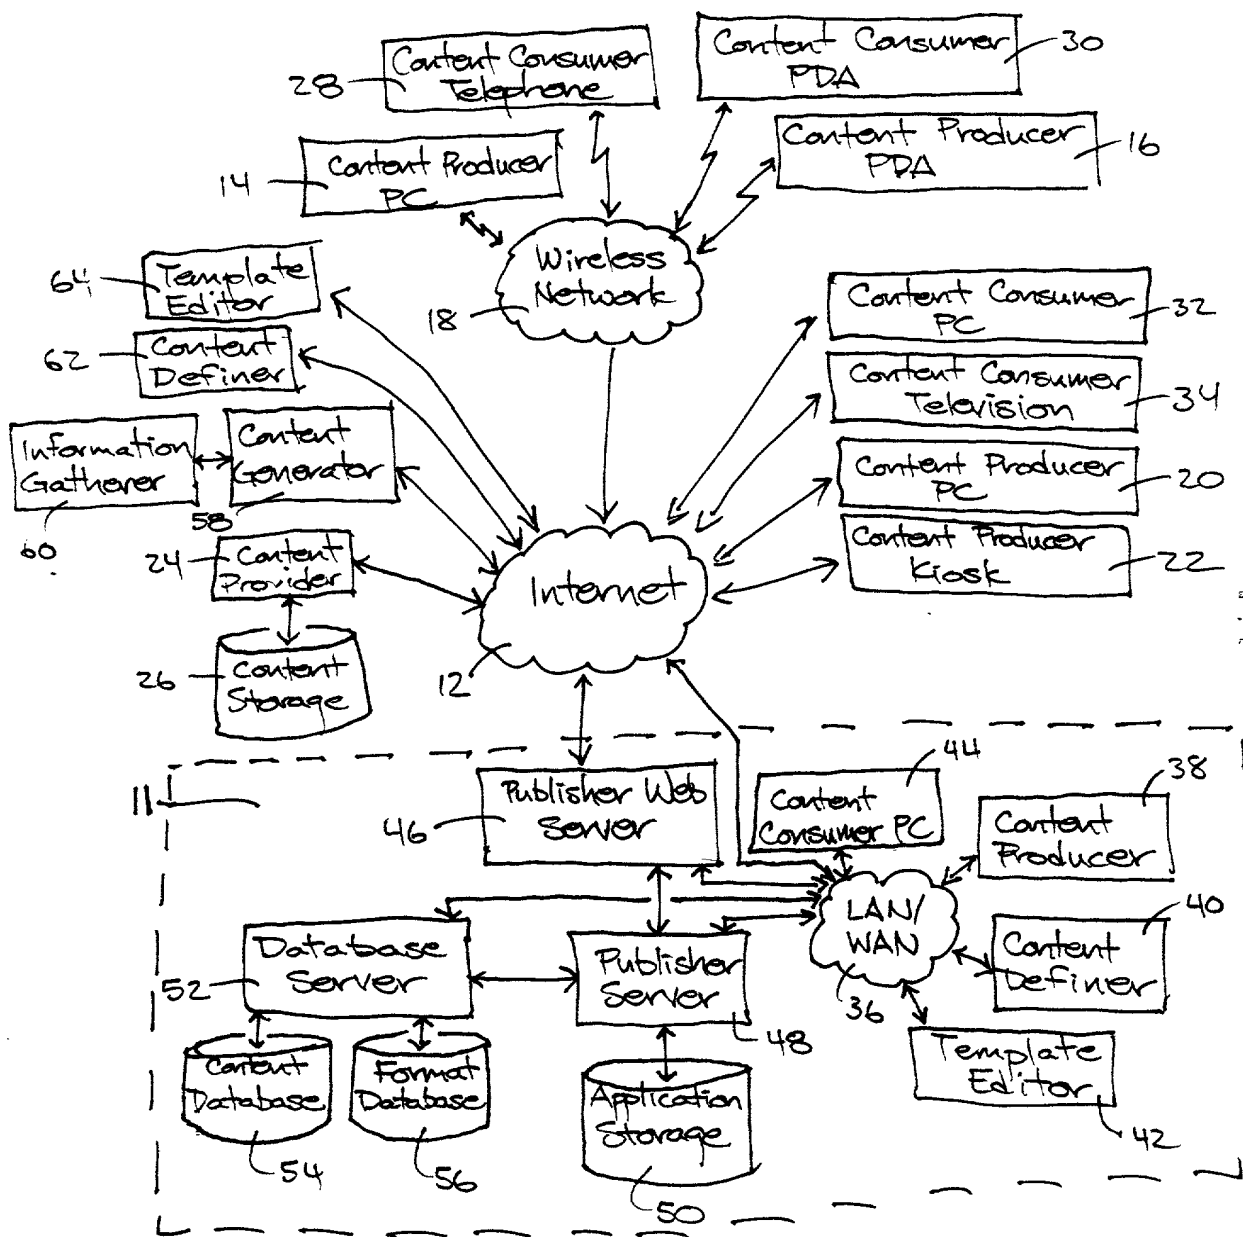 Content Consumer
Telephone
28
Content Consumer
PDA
30
Content Producer
PC
14
Content Producer
PDA
16
Wireless
Network
18
Template
Editor
64
Content
Definer
62
Information
Gatherer
60
Content
Generator
58
Content
Provider
24
Content
Storage
26
Internet
12
Content Consumer
PC
32
Content Consumer
Television
34
Content Producer
PC
20
Content Producer
Kiosk
22
11
Publisher Web
Server
46
Content
Consumer PC
44
Content
Producer
38
LAN/
WAN
36
Content
Definer
40
Template
Editor
42
Database
Server
52
Publisher
Server
48
Content
Database
54
Format
Database
56
Application
Storage
50